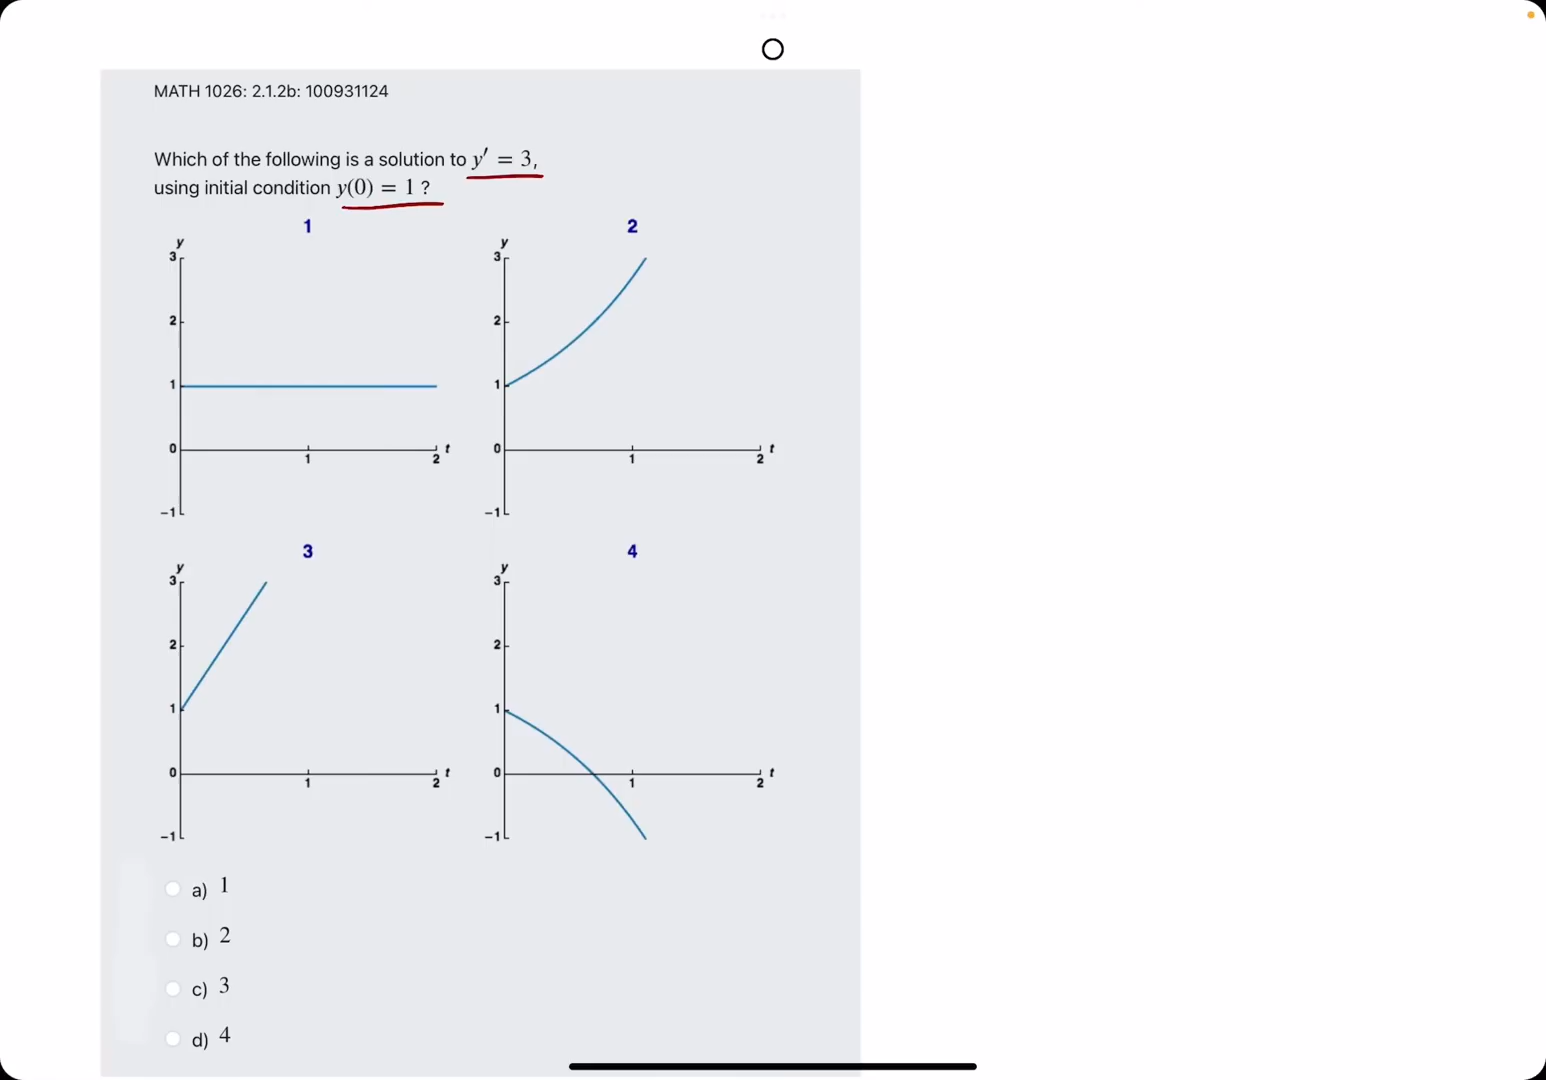 MATH 1026: 2.1.2b: 100931124
Which of the following is a solution to y′ = 3,
using initial condition y(0) = 1 ?
1
y
3
2
1
0
−1
1
2
t
2
y
3
2
1
0
−1
1
2
t
3
y
3
2
1
0
−1
1
2
t
4
y
3
2
1
0
−1
1
2
t
a) 1
b) 2
c) 3
d) 4